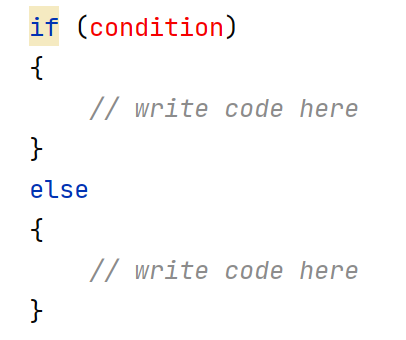 if (condition)
{
    // write code here
}
else
{
    // write code here
}